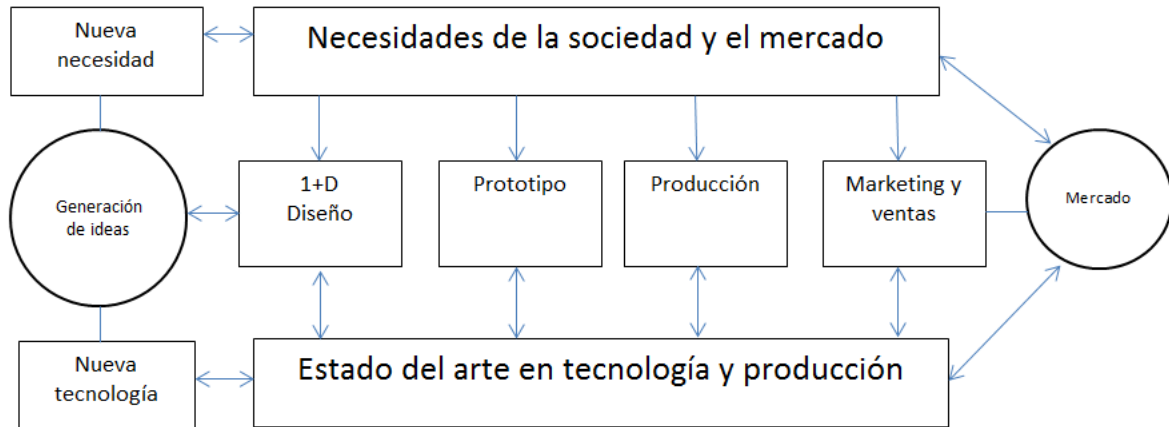 Nueva
necesidad
Necesidades de la sociedad y el mercado
Generación
de ideas
1+D
Diseño
Prototipo
Producción
Marketing y
ventas
Mercado
Nueva
tecnología
Estado del arte en tecnología y producción